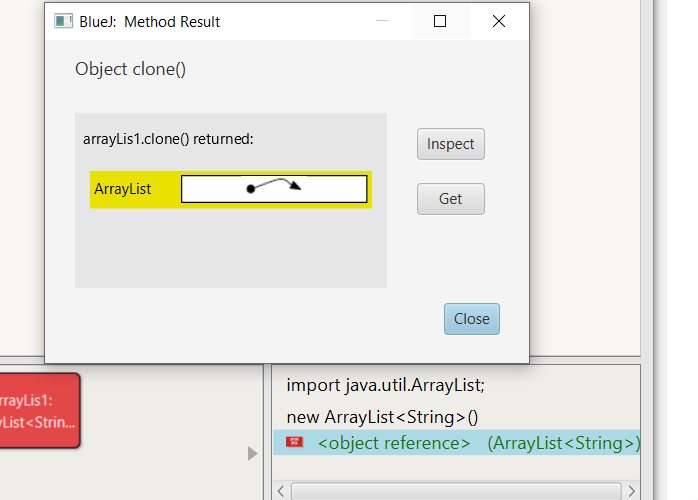 BlueJ:  Method Result
Object clone()
arrayLis1.clone() returned:
ArrayList
Inspect
Get
Close
rrayLis1:
yList<Strin...
import java.util.ArrayList;
new ArrayList<String>()
<object reference>   (ArrayList<String>)